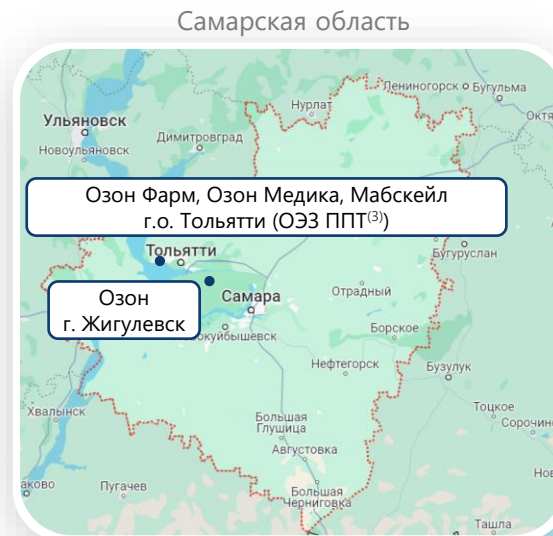 Самарская область
Лениногорск
Бугульма
Нурлат
Ульяновск
Новоульяновск
Димитровград
Озон Фарм, Озон Медика, Мабскейл
г.о. Тольятти (ОЭЗ ППТ(3))
Тольятти
Бугуруслан
Озон
г. Жигулевск
Самара
Отрадный
Борское
Нефтегорск
Бузулук
Хвалынск
Большая
Глушица
Тоцкое
Августовка
Пугачев
Большая
Черниговка
Ташла